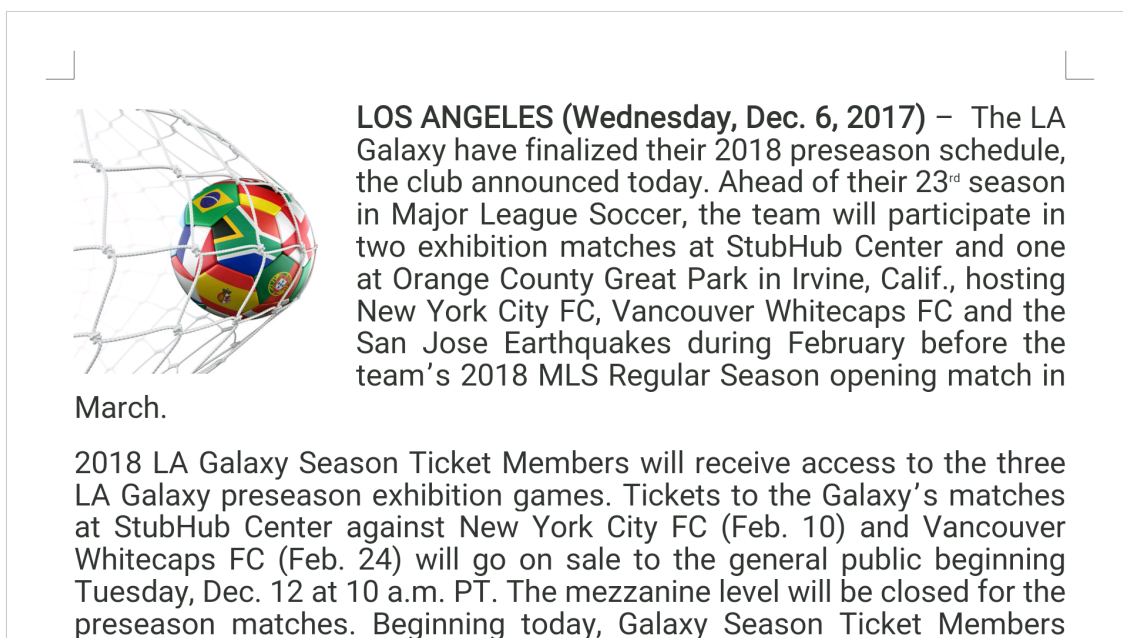 LOS ANGELES (Wednesday, Dec. 6, 2017) – The LA
Galaxy have finalized their 2018 preseason schedule,
the club announced today. Ahead of their 23rd season
in Major League Soccer, the team will participate in
two exhibition matches at StubHub Center and one
at Orange County Great Park in Irvine, Calif., hosting
New York City FC, Vancouver Whitecaps FC and the
San Jose Earthquakes during February before the
team’s 2018 MLS Regular Season opening match in
March.
2018 LA Galaxy Season Ticket Members will receive access to the three
LA Galaxy preseason exhibition games. Tickets to the Galaxy’s matches
at StubHub Center against New York City FC (Feb. 10) and Vancouver
Whitecaps FC (Feb. 24) will go on sale to the general public beginning
Tuesday, Dec. 12 at 10 a.m. PT. The mezzanine level will be closed for the
preseason matches. Beginning today, Galaxy Season Ticket Members